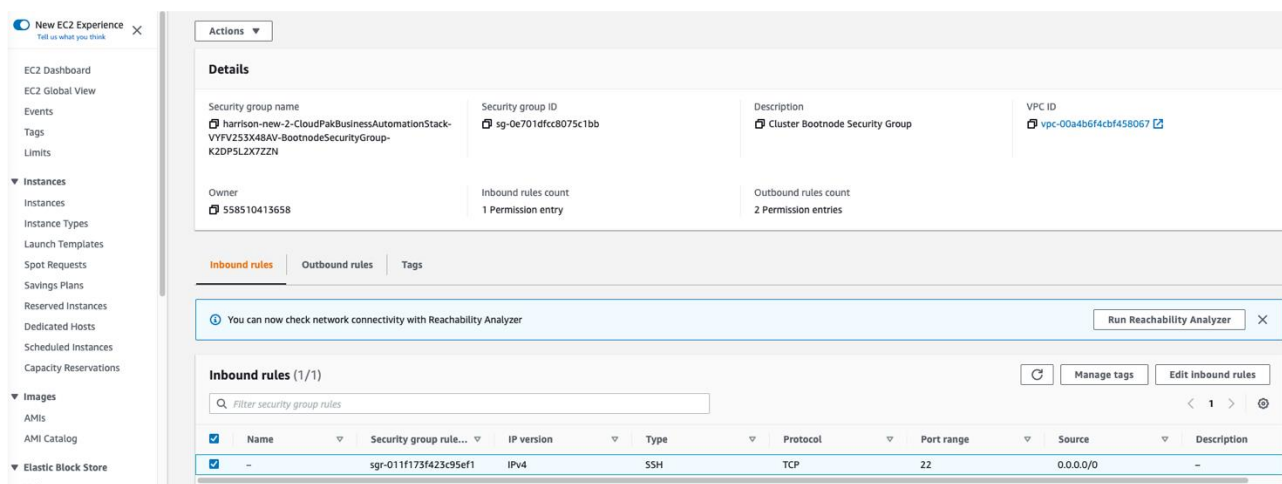 New EC2 Experience
Tell us what you think
EC2 Dashboard
EC2 Global View
Events
Tags
Limits
Instances
Instances
Instance Types
Launch Templates
Spot Requests
Savings Plans
Reserved Instances
Dedicated Hosts
Scheduled Instances
Capacity Reservations
Images
AMIs
AMI Catalog
Elastic Block Store
Actions
Details
Security group name
harrison-new-2-CloudPakBusinessAutomationStack-
VYFV253X48AV-BootnodeSecurityGroup-
K2DP5L2X7ZZN
Security group ID
sg-0e701dfcc8075c1bb
Description
Cluster Bootnode Security Group
VPC ID
vpc-00a4b6f4cbf458067
Owner
558510413658
Inbound rules count
1 Permission entry
Outbound rules count
2 Permission entries
Inbound rules Outbound rules Tags
You can now check network connectivity with Reachability Analyzer Run Reachability Analyzer
Inbound rules (1/1) Manage tags Edit inbound rules
Filter security group rules 1
Name Security group rule... IP version Type Protocol Port range Source Description
– sgr-011f173f423c95ef1 IPv4 SSH TCP 22 0.0.0.0/0 –